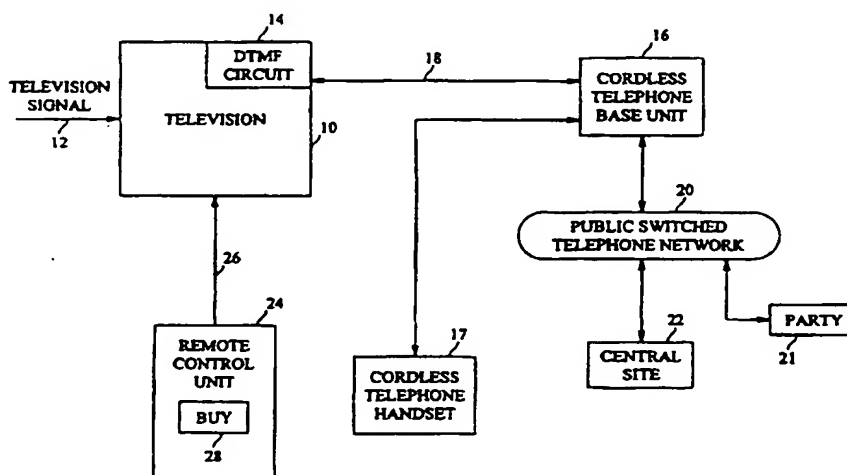 14
DTMF
CIRCUIT
TELEVISION
SIGNAL
12
TELEVISION
10
18
16
CORDLESS
TELEPHONE
BASE UNIT
20
PUBLIC SWITCHED
TELEPHONE NETWORK
26
24
REMOTE
CONTROL
UNIT
BUY
28
17
CORDLESS
TELEPHONE
HANDSET
22
CENTRAL
SITE
PARTY
21